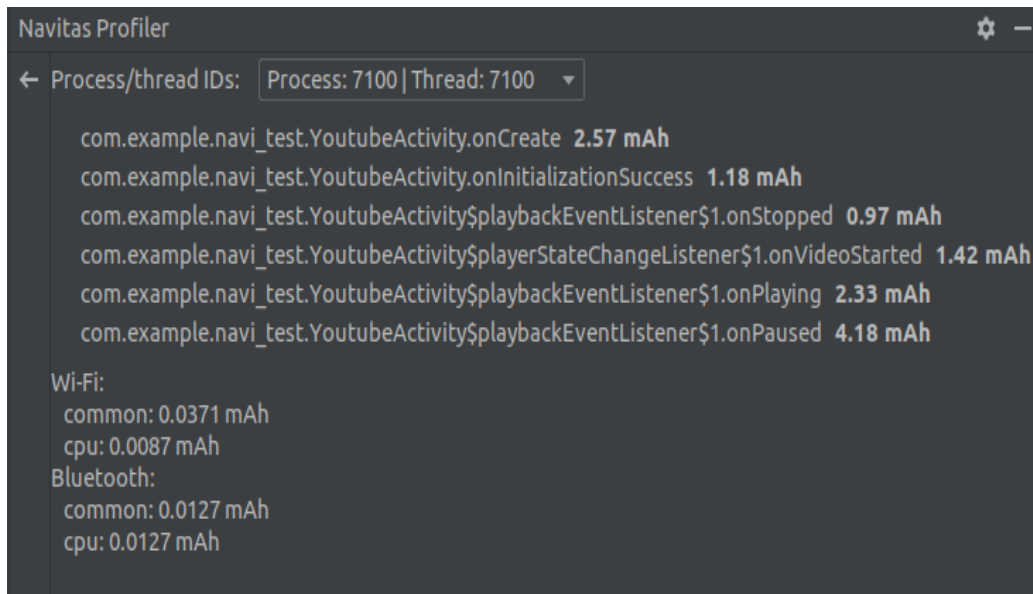 Navitas Profiler
Process/thread IDs: Process: 7100 | Thread: 7100
com.example.navi_test.YoutubeActivity.onCreate 2.57 mAh
com.example.navi_test.YoutubeActivity.onInitializationSuccess 1.18 mAh
com.example.navi_test.YoutubeActivity$playbackEventListener$1.onStopped 0.97 mAh
com.example.navi_test.YoutubeActivity$playerStateChangeListener$1.onVideoStarted 1.42 mAh
com.example.navi_test.YoutubeActivity$playbackEventListener$1.onPlaying 2.33 mAh
com.example.navi_test.YoutubeActivity$playbackEventListener$1.onPaused 4.18 mAh
Wi-Fi:
common: 0.0371 mAh
cpu: 0.0087 mAh
Bluetooth:
common: 0.0127 mAh
cpu: 0.0127 mAh